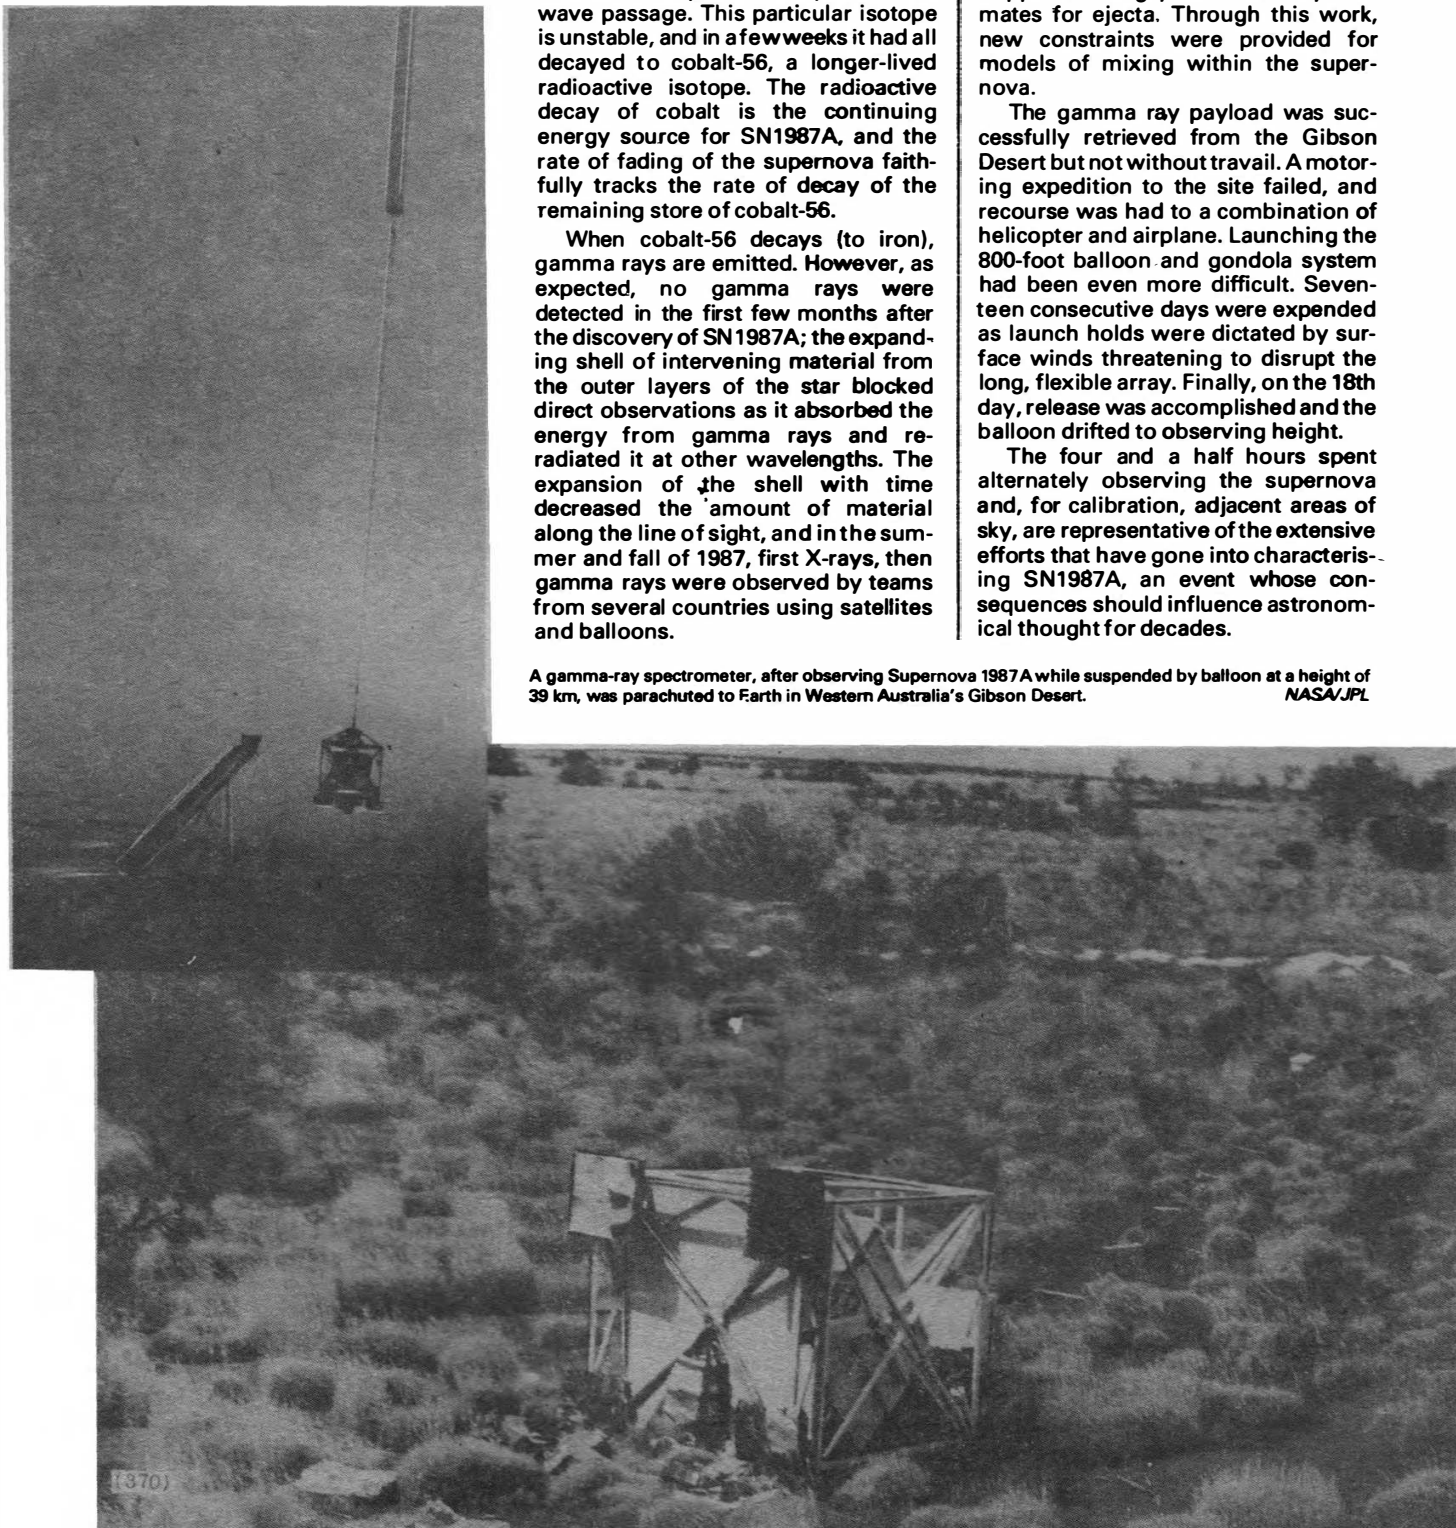 wave passage. This particular isotope
is unstable, and in a few weeks it had all
decayed to cobalt-56, a longer-lived
radioactive isotope. The radioactive
decay of cobalt is the continuing
energy source for SN1987A, and the
rate of fading of the supernova faith-
fully tracks the rate of decay of the
remaining store of cobalt-56.
When cobalt-56 decays (to iron),
gamma rays are emitted. However, as
expected, no gamma rays were
detected in the first few months after
the discovery of SN1987A; the expand-
ing shell of intervening material from
the outer layers of the star blocked
direct observations as it absorbed the
energy from gamma rays and re-
radiated it at other wavelengths. The
expansion of the shell with time
decreased the amount of material
along the line of sight, and in the sum-
mer and fall of 1987, first X-rays, then
gamma rays were observed by teams
from several countries using satellites
and balloons.
mates for ejecta. Through this work,
new constraints were provided for
models of mixing within the super-
nova.
The gamma ray payload was suc-
cessfully retrieved from the Gibson
Desert but not without travail. A motor-
ing expedition to the site failed, and
recourse was had to a combination of
helicopter and airplane. Launching the
800-foot balloon and gondola system
had been even more difficult. Seven-
teen consecutive days were expended
as launch holds were dictated by sur-
face winds threatening to disrupt the
long, flexible array. Finally, on the 18th
day, release was accomplished and the
balloon drifted to observing height.
The four and a half hours spent
alternately observing the supernova
and, for calibration, adjacent areas of
sky, are representative of the extensive
efforts that have gone into characteris-
ing SN1987A, an event whose con-
sequences should influence astronom-
ical thought for decades.
A gamma-ray spectrometer, after observing Supernova 1987A while suspended by balloon at a height of
39 km, was parachuted to Earth in Western Australia's Gibson Desert. NASA/JPL
(370)